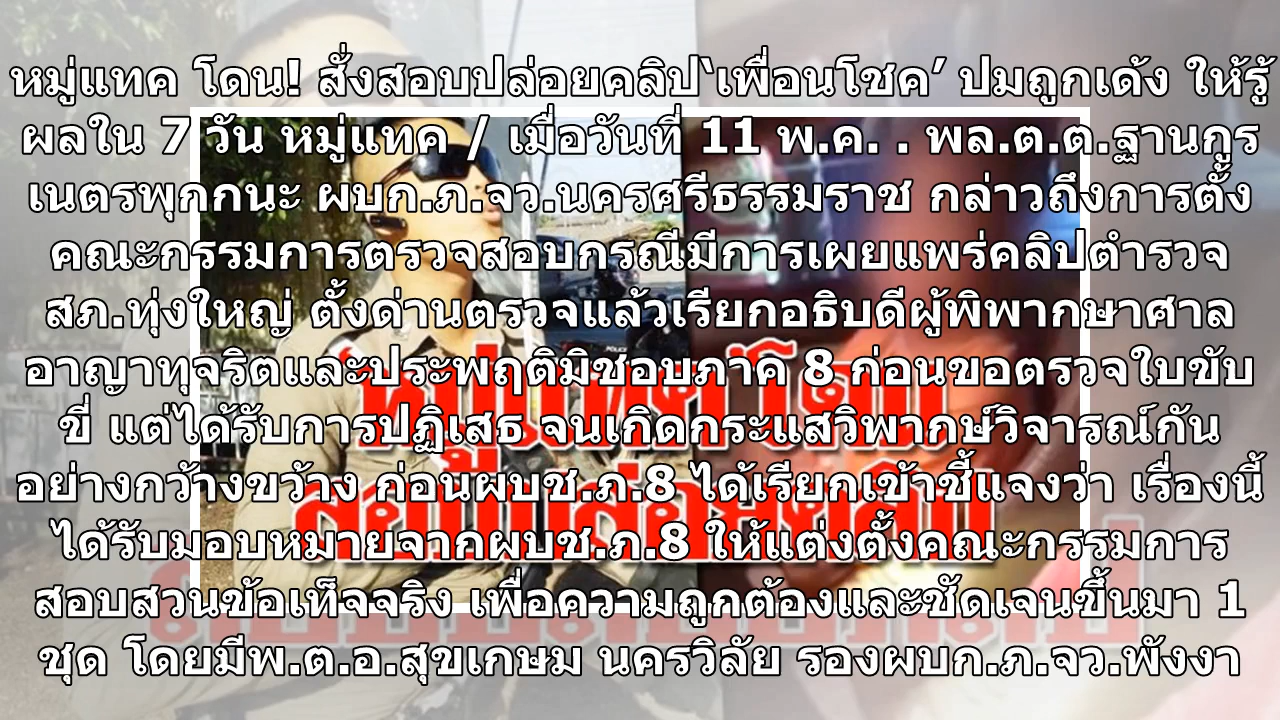 หมู่แทค โดน! สั่งสอบปล่อยคลิป‘เพื่อนโชค’ ปมถูกเด้ง ให้รู้
ผลใน 7 วัน หมู่แทค / เมื่อวันที่ 11 พ.ค. . พล.ต.ต.ฐานกูร
เนตรพุกกนะ ผบก.ภ.จว.นครศรีธรรมราช กล่าวถึงการตั้ง
คณะกรรมการตรวจสอบกรณีมีการเผยแพร่คลิปตำรวจ
สภ.ทุ่งใหญ่ ตั้งด่านตรวจแล้วเรียกอธิบดีผู้พิพากษาศาล
อาญาทุจริตและประพฤติมิชอบภาค 8 ก่อนขอตรวจใบขับ
ขี่ แต่ได้รับการปฏิเสธ จนเกิดกระแสวิพากษ์วิจารณ์กัน
อย่างกว้างขวาง ก่อนผบช.ภ.8 ได้เรียกเข้าชี้แจงว่า เรื่องนี้
ได้รับมอบหมายจากผบช.ภ.8 ให้แต่งตั้งคณะกรรมการ
สอบสวนข้อเท็จจริง เพื่อความถูกต้องและชัดเจนขึ้นมา 1
ชุด โดยมีพ.ต.อ.สุขเกษม นครวิลัย รองผบก.ภ.จว.พังงา